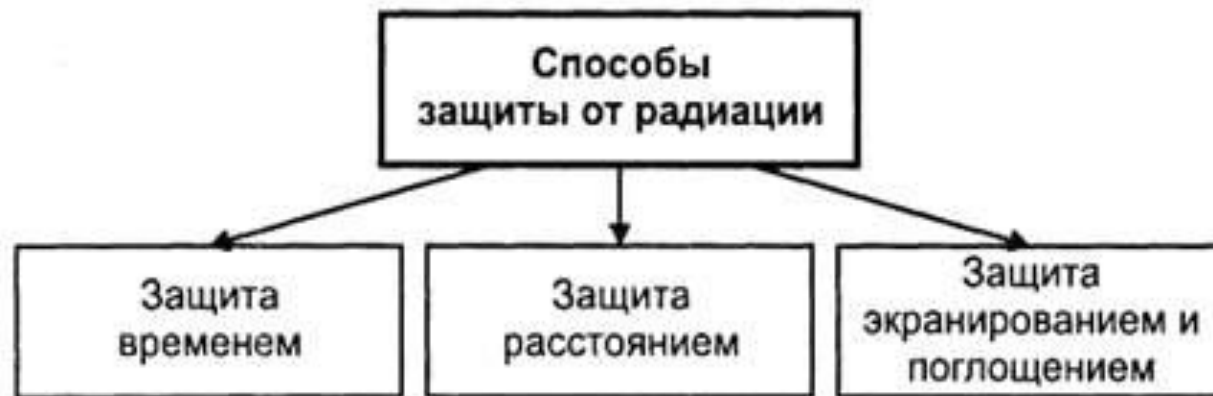 Способы
защиты от радиации
Защита
временем
Защита
расстоянием
Защита
экранированием и
поглощением